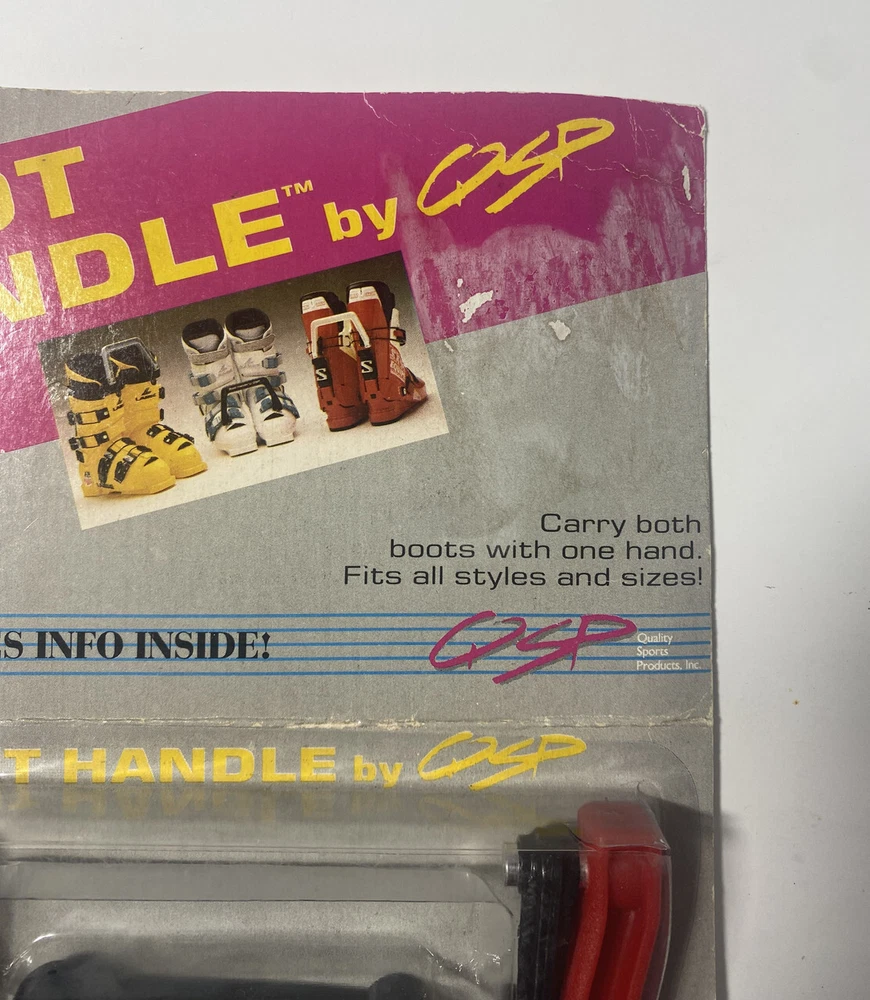 OT
NDLE™ by QSP
Carry both
boots with one hand.
Fits all styles and sizes!
S INFO INSIDE!
QSP
Quality
Sports
Products, Inc.
T HANDLE by QSP